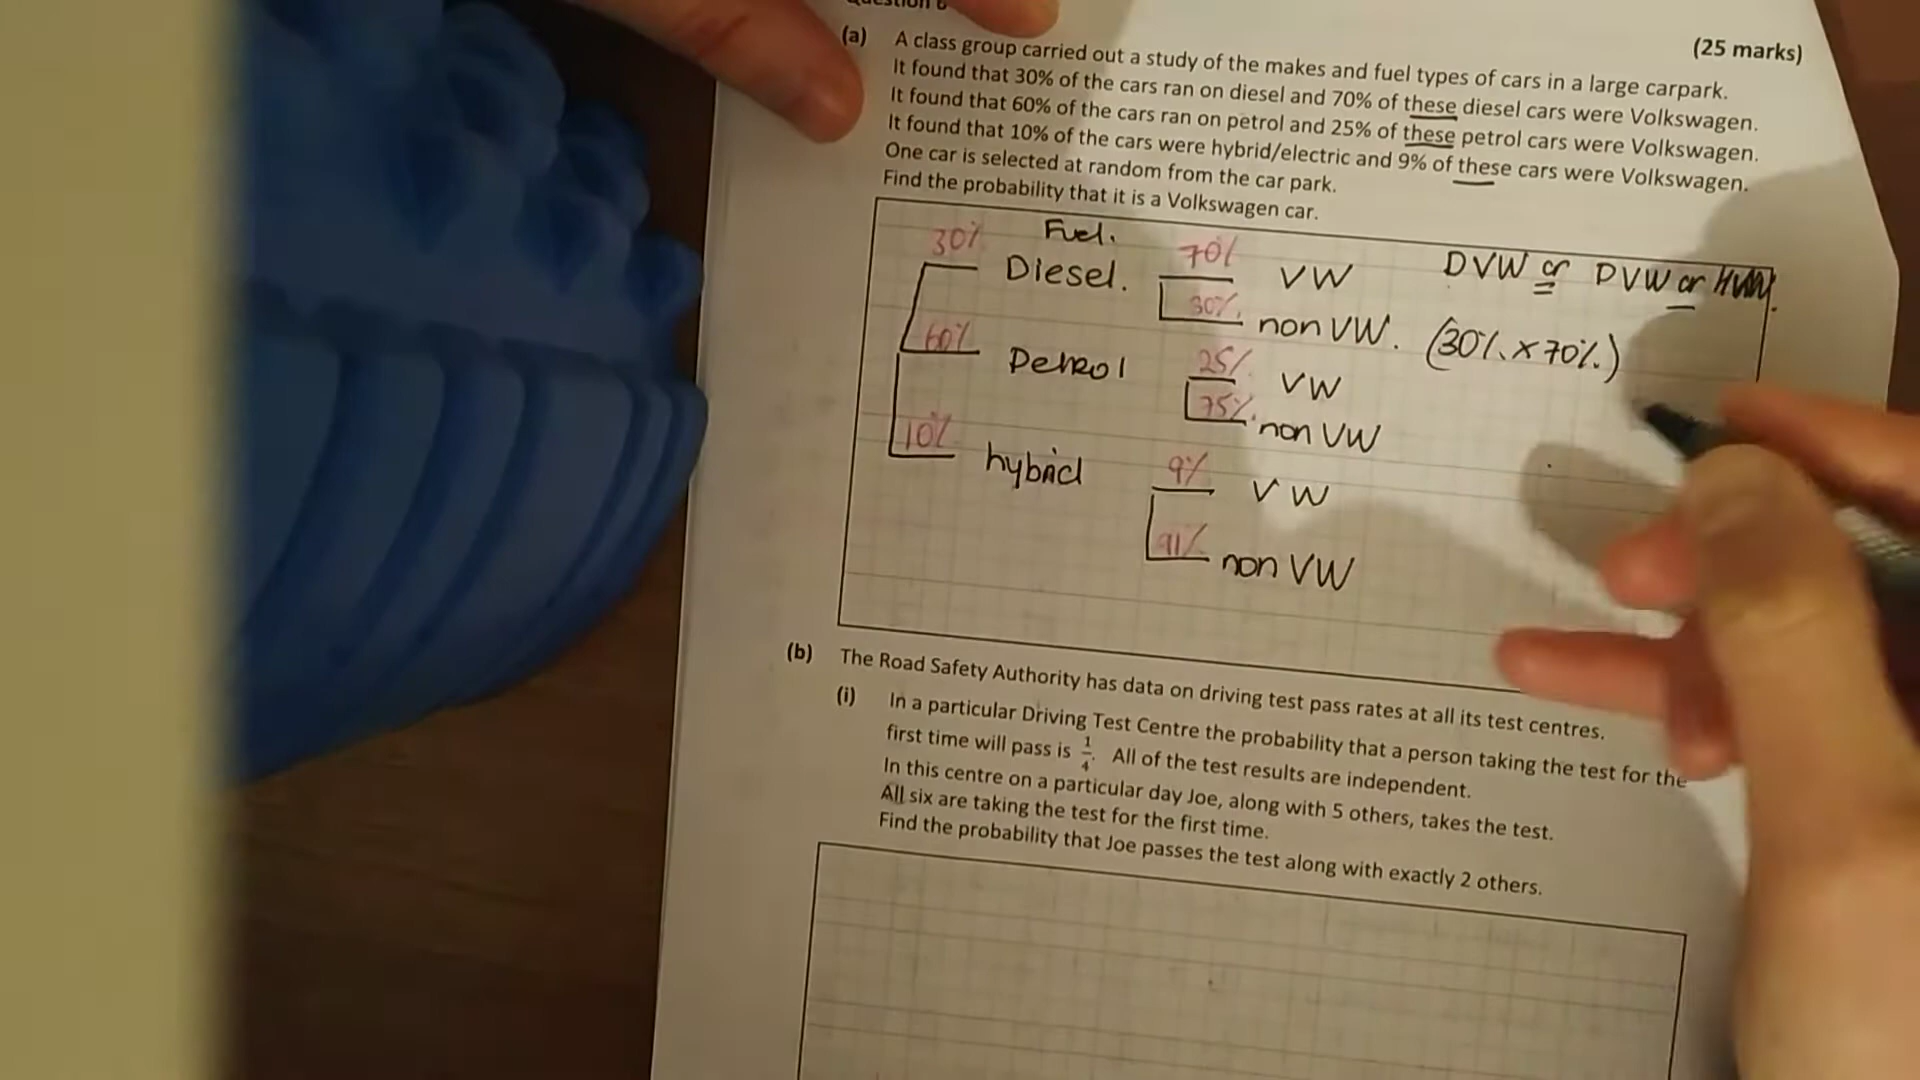 Question 6
(25 marks)
(a) A class group carried out a study of the makes and fuel types of cars in a large carpark.
It found that 30% of the cars ran on diesel and 70% of these diesel cars were Volkswagen.
It found that 60% of the cars ran on petrol and 25% of these petrol cars were Volkswagen.
It found that 10% of the cars were hybrid/electric and 9% of these cars were Volkswagen.
One car is selected at random from the car park.
Find the probability that it is a Volkswagen car.
Fuel.
30% Diesel. 70% VW DVW or PVW or HVW.
30% non VW. (30% x 70%)
60% Petrol 25% VW
75% non VW
10% hybrid 9% VW
91% non VW
(b) The Road Safety Authority has data on driving test pass rates at all its test centres.
(i) In a particular Driving Test Centre the probability that a person taking the test for the
first time will pass is 1/4. All of the test results are independent.
In this centre on a particular day Joe, along with 5 others, takes the test.
All six are taking the test for the first time.
Find the probability that Joe passes the test along with exactly 2 others.